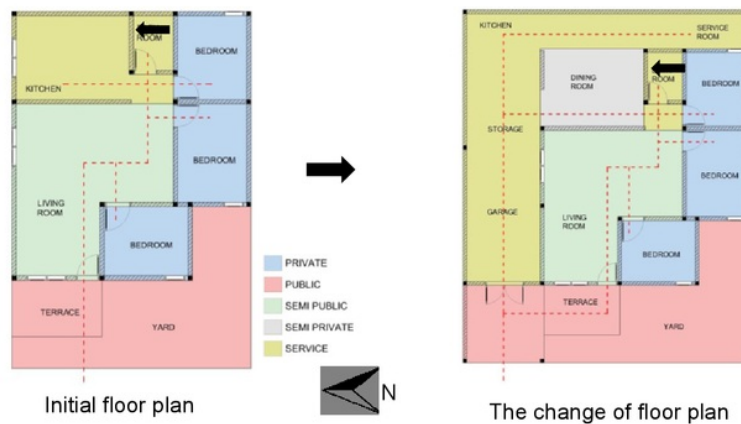 ROOM
BEDROOM
KITCHEN
BEDROOM
LIVING
ROOM
BEDROOM
TERRACE
YARD
Initial floor plan
PRIVATE
PUBLIC
SEMI PUBLIC
SEMI PRIVATE
SERVICE
N
KITCHEN
SERVICE
ROOM
DINING
ROOM
ROOM
BEDROOM
STORAGE
BEDROOM
GARAGE
LIVING
ROOM
BEDROOM
TERRACE
YARD
The change of floor plan